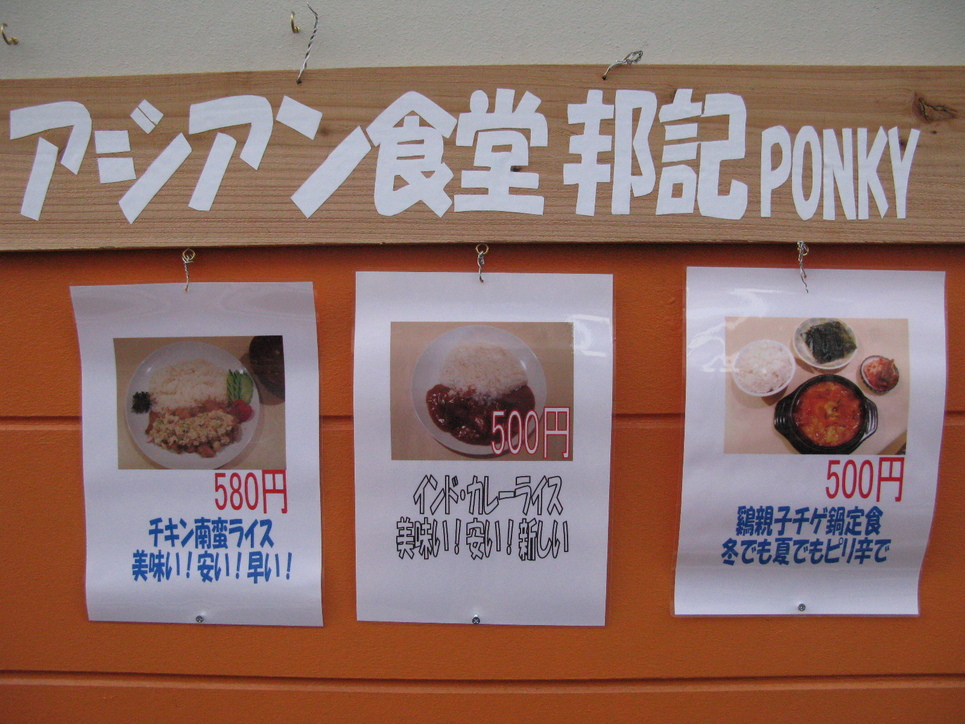 アジアン食堂 邦記 PONKY
580円
チキン南蛮ライス
美味い！安い！早い！
500円
インド・カレーライス
美味い！安い！新しい
500円
鶏親子チゲ鍋定食
冬でも夏でもピリ辛で